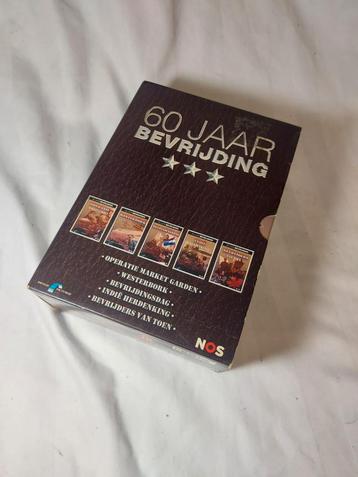 60 JAAR
BEVRIJDING
· OPERATIE MARKET GARDEN ·
· WESTERBORK ·
· BEVRIJDINGSDAG ·
· INDIË HERDENKING ·
· BEVRIJDERS VAN TOEN ·
NOS